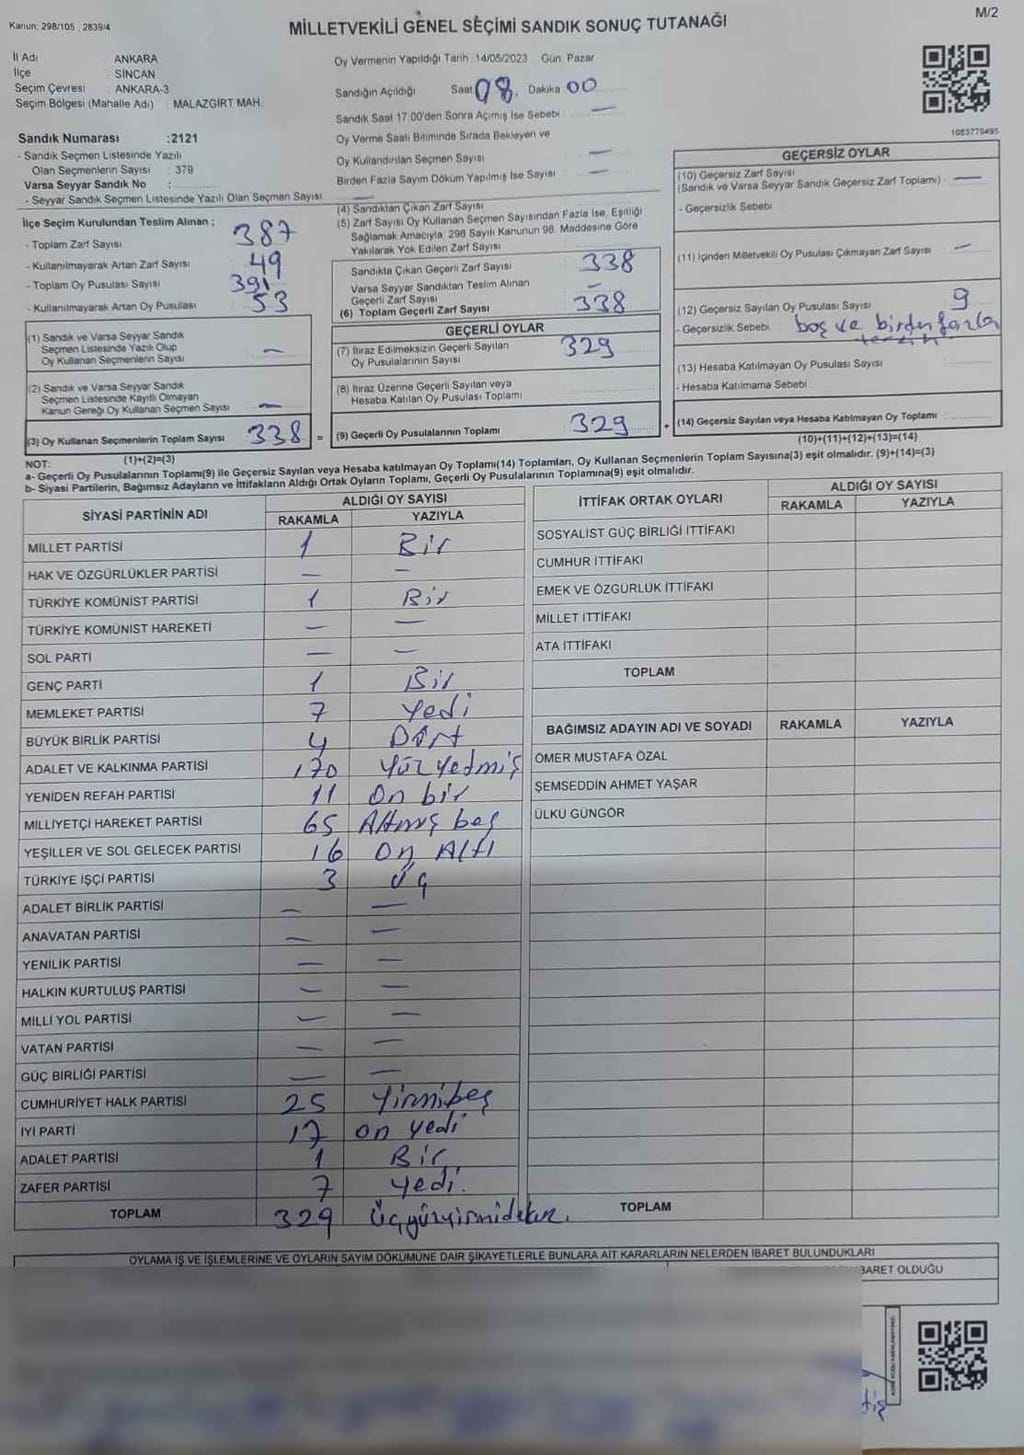 Kanun: 298/105 , 2839/4
MİLLETVEKİLİ GENEL SEÇİMİ SANDIK SONUÇ TUTANAĞI
M/2
İl Adı ANKARA
İlçe SİNCAN
Seçim Çevresi : ANKARA-3
Seçim Bölgesi (Mahalle Adı) : MALAZGİRT MAH.
Oy Vermenin Yapıldığı Tarih: 14/05/2023 Gün: Pazar
Sandığın Açıldığı Saat 08. Dakika 00
Sandık Saat 17:00'den Sonra Açımış İse Sebebi : —
Oy Verme Saati Bitiminde Sırada Bekleyen ve
Oy Kullandırılan Seçmen Sayısı —
Birden Fazla Sayım Döküm Yapılmış İse Sayısı —
1083779495
Sandık Numarası :2121
- Sandık Seçmen Listesinde Yazılı
Olan Seçmenlerin Sayısı : 379
Varsa Seyyar Sandık No :
- Seyyar Sandık Seçmen Listesinde Yazılı Olan Seçmen Sayısı —
İlçe Seçim Kurulundan Teslim Alınan :
- Toplam Zarf Sayısı 387
- Kullanılmayarak Artan Zarf Sayısı 49
- Toplam Oy Pusulası Sayısı 391
- Kullanılmayarak Artan Oy Pusulası 53
(4) Sandıktan Çıkan Zarf Sayısı
(5) Zarf Sayısı Oy Kullanan Seçmen Sayısından Fazla İse, Eşitliği
Sağlamak Amacıyla; 298 Sayılı Kanunun 98. Maddesine Göre
Yakılarak Yok Edilen Zarf Sayısı
Sandıkta Çıkan Geçerli Zarf Sayısı 338
Varsa Seyyar Sandıktan Teslim Alınan
Geçerli Zarf Sayısı —
(6) Toplam Geçerli Zarf Sayısı 338
GEÇERSİZ OYLAR
(10) Geçersiz Zarf Sayısı
(Sandık ve Varsa Seyyar Sandık Geçersiz Zarf Toplamı) : —
- Geçersizlik Sebebi
(11) İçinden Milletvekili Oy Pusulası Çıkmayan Zarf Sayısı —
(12) Geçersiz Sayılan Oy Pusulası Sayısı 9
- Geçersizlik Sebebi : boş ve birden fazla
(13) Hesaba Katılmayan Oy Pusulası Sayısı
- Hesaba Katılmama Sebebi
(14) Geçersiz Sayılan veya Hesaba Katılmayan Oy Toplamı
(10)+(11)+(12)+(13)=(14)
(1) Sandık ve Varsa Seyyar Sandık
Seçmen Listesinde Yazılı Olup
Oy Kullanan Seçmenlerin Sayısı —
(2) Sandık ve Varsa Seyyar Sandık
Seçmen Listesinde Kayıtlı Olmayan
Kanun Gereği Oy Kullanan Seçmen Sayısı —
(3) Oy Kullanan Seçmenlerin Toplam Sayısı 338 =
(1)+(2)=(3)
GEÇERLİ OYLAR
(7) İtiraz Edilmeksizin Geçerli Sayılan
Oy Pusulasının Sayısı 329
(8) İtiraz Üzerine Geçerli Sayılan veya
Hesaba Katılan Oy Pusulası Toplamı
(9) Geçerli Oy Pusulalarının Toplamı 329 +
NOT:
a- Geçerli Oy Pusulalarının Toplamı(9) ile Geçersiz Sayılan veya Hesaba katılmayan Oy Toplamı(14) Toplamları, Oy Kullanan Seçmenlerin Toplam Sayısına(3) eşit olmalıdır. (9)+(14)=(3)
b- Siyasi Partilerin, Bağımsız Adayların ve İttifakların Aldığı Ortak Oyların Toplamı, Geçerli Oy Pusulalarının Toplamına(9) eşit olmalıdır.
SİYASİ PARTİNİN ADI ALDIĞI OY SAYISI
RAKAMLA YAZIYLA
MİLLET PARTİSİ 1 Bir
HAK VE ÖZGÜRLÜKLER PARTİSİ — —
TÜRKİYE KOMÜNİST PARTİSİ 1 Bir
TÜRKİYE KOMÜNİST HAREKETİ — —
SOL PARTİ — —
GENÇ PARTİ 1 Bir
MEMLEKET PARTİSİ 7 yedi
BÜYÜK BİRLİK PARTİSİ 4 Dört
ADALET VE KALKINMA PARTİSİ 170 Yüz yetmiş
YENİDEN REFAH PARTİSİ 11 On bir
MİLLİYETÇİ HAREKET PARTİSİ 65 Altmış beş
YEŞİLLER VE SOL GELECEK PARTİSİ 16 On Altı
TÜRKİYE İŞÇİ PARTİSİ 3 Üç
ADALET BİRLİK PARTİSİ — —
ANAVATAN PARTİSİ — —
YENİLİK PARTİSİ — —
HALKIN KURTULUŞ PARTİSİ — —
MİLLİ YOL PARTİSİ — —
VATAN PARTİSİ — —
GÜÇ BİRLİĞİ PARTİSİ — —
CUMHURİYET HALK PARTİSİ 25 Yirmibeş
İYİ PARTİ 17 on yedi
ADALET PARTİSİ 1 Bir
ZAFER PARTİSİ 7 yedi.
TOPLAM 329 Üçyüzyirmidokuz.
İTTİFAK ORTAK OYLARI ALDIĞI OY SAYISI
RAKAMLA YAZIYLA
SOSYALİST GÜÇ BİRLİĞİ İTTİFAKI
CUMHUR İTTİFAKI
EMEK VE ÖZGÜRLÜK İTTİFAKI
MİLLET İTTİFAKI
ATA İTTİFAKI
TOPLAM
BAĞIMSIZ ADAYIN ADI VE SOYADI RAKAMLA YAZIYLA
ÖMER MUSTAFA ÖZAL
ŞEMSEDDİN AHMET YAŞAR
ÜLKÜ GÜNGÖR
TOPLAM
OYLAMA İŞ VE İŞLEMLERİNE VE OYLARIN SAYIM DÖKÜMÜNE DAİR ŞİKAYETLERLE BUNLARA AİT KARARLARIN NELERDEN İBARET BULUNDUKLARI
BARET OLDUĞU